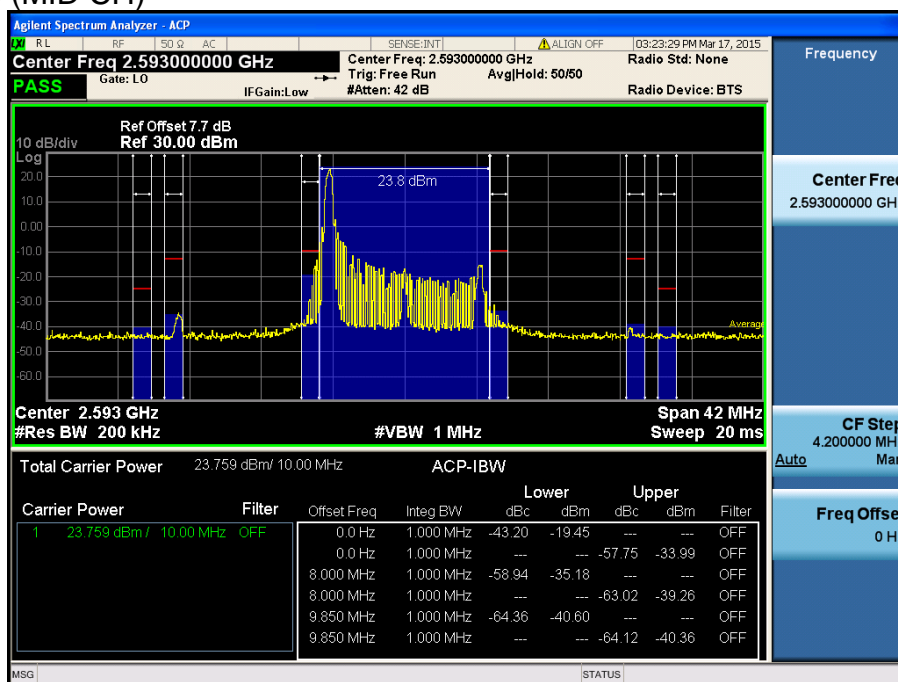 (MID CH)
Agilent Spectrum Analyzer - ACP
LXI RL RF 50 Ω AC SENSE:INT ALIGN OFF 03:23:29 PM Mar 17, 2015
Center Freq 2.593000000 GHz
Center Freq: 2.593000000 GHz Radio Std: None
Gate: LO Trig: Free Run Avg|Hold: 50/50
PASS IFGain:Low #Atten: 42 dB Radio Device: BTS
Ref Offset 7.7 dB
10 dB/div Ref 30.00 dBm
Log
20.0
10.0
0.00
-10.0
-20.0
-30.0
-40.0
-50.0
-60.0
23.8 dBm
Average
Center 2.593 GHz Span 42 MHz
#Res BW 200 kHz #VBW 1 MHz Sweep 20 ms
Total Carrier Power 23.759 dBm/ 10.00 MHz ACP-IBW
Lower Upper
Carrier Power Filter Offset Freq Integ BW dBc dBm dBc dBm Filter
1 23.759 dBm / 10.00 MHz OFF 0.0 Hz 1.000 MHz -43.20 -19.45 --- --- OFF
0.0 Hz 1.000 MHz --- --- -57.75 -33.99 OFF
8.000 MHz 1.000 MHz -58.94 -35.18 --- --- OFF
8.000 MHz 1.000 MHz --- --- -63.02 -39.26 OFF
9.850 MHz 1.000 MHz -64.36 -40.60 --- --- OFF
9.850 MHz 1.000 MHz --- --- -64.12 -40.36 OFF
MSG STATUS
Frequency
Center Fre
2.593000000 GH
CF Step
4.200000 MH
Auto Ma
Freq Offse
0 H